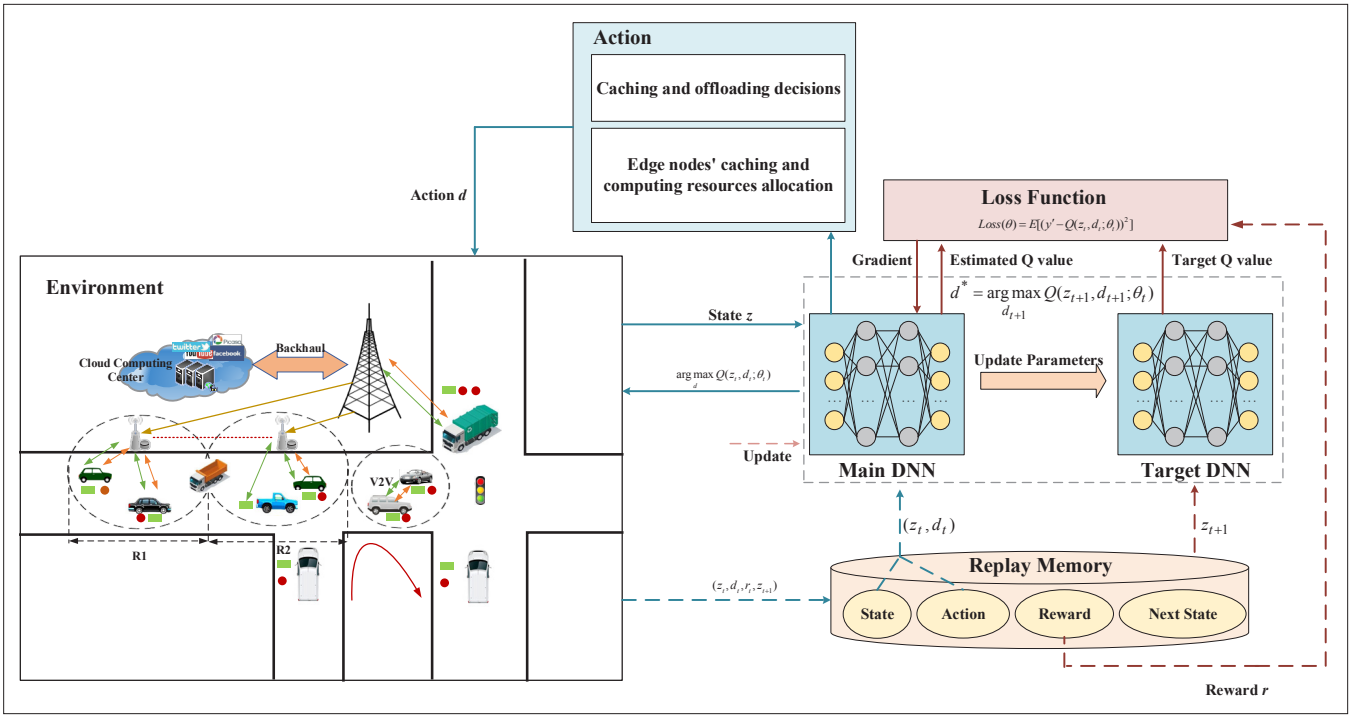 Action
Caching and offloading decisions
Edge nodes' caching and
computing resources allocation
Action d
Loss Function
Loss(θ) = E[(y′−Q(z_t,d_t;θ_t))²]
Gradient
Estimated Q value
Target Q value
d* = arg max Q(z_{t+1},d_{t+1};θ_t)
d_{t+1}
Environment
State z
twitter
Picasa
You
facebook
Cloud Computing
Center
Backhaul
arg max Q(z_t,d_t;θ_t)
d
Update Parameters
Update
Main DNN
Target DNN
V2V
R1
R2
(z_t,d_t)
z_{t+1}
(z_t,d_t,r_t,z_{t+1})
Replay Memory
State
Action
Reward
Next State
Reward r